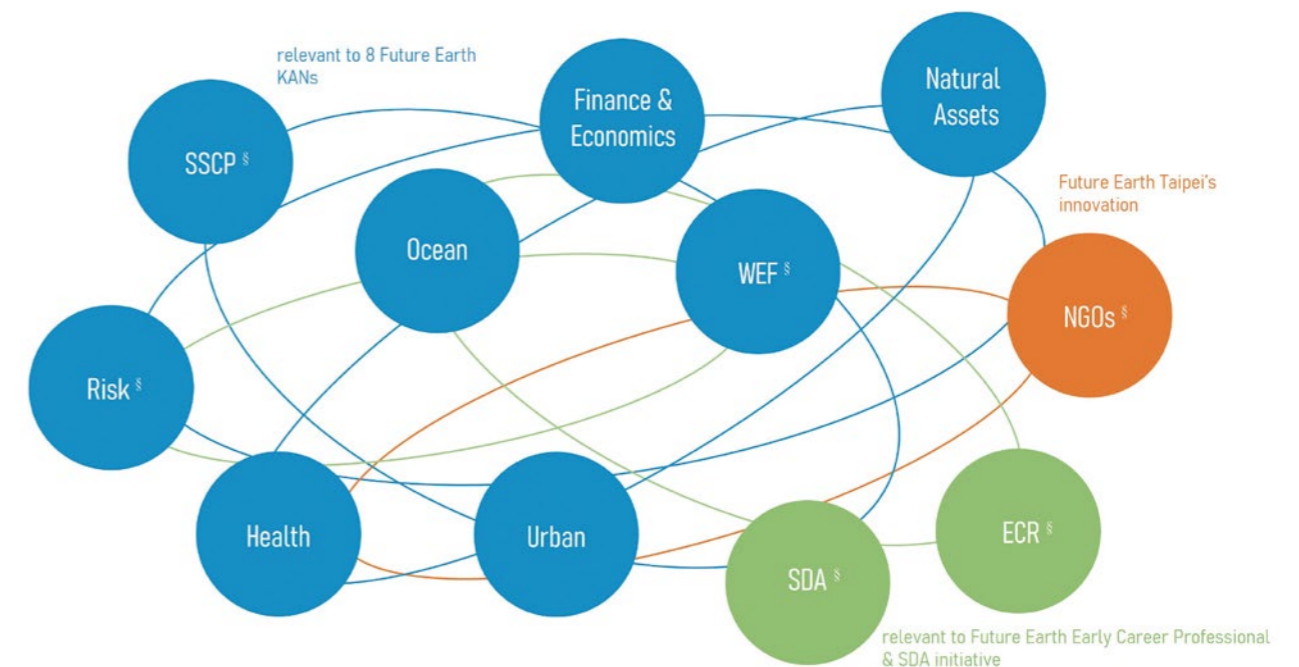 relevant to 8 Future Earth
KANs
Natural
Assets
Finance &
Economics
SSCP §
Future Earth Taipei's
innovation
Ocean
WEF §
NGOs §
Risk §
Health
Urban
ECR §
SDA §
relevant to Future Earth Early Career Professional
& SDA initiative